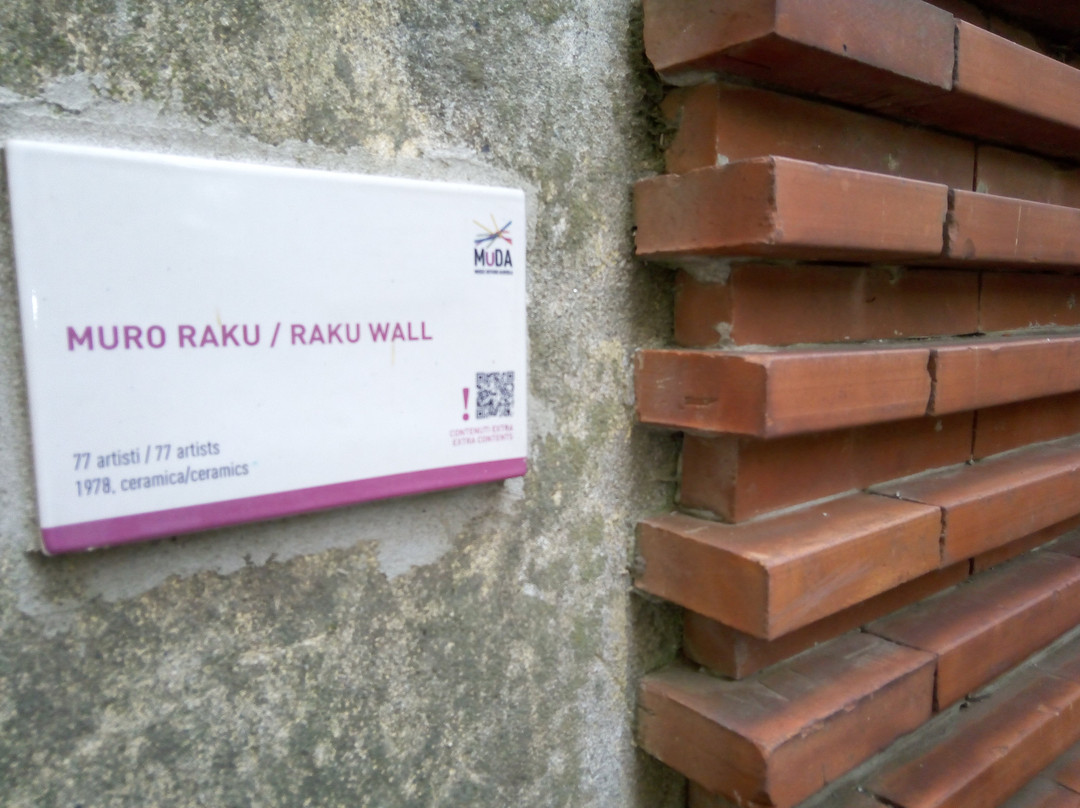 MUDA
MURO RAKU / RAKU WALL
!
CONTENUTI EXTRA
EXTRA CONTENTS
77 artisti / 77 artists
1978, ceramica/ceramics